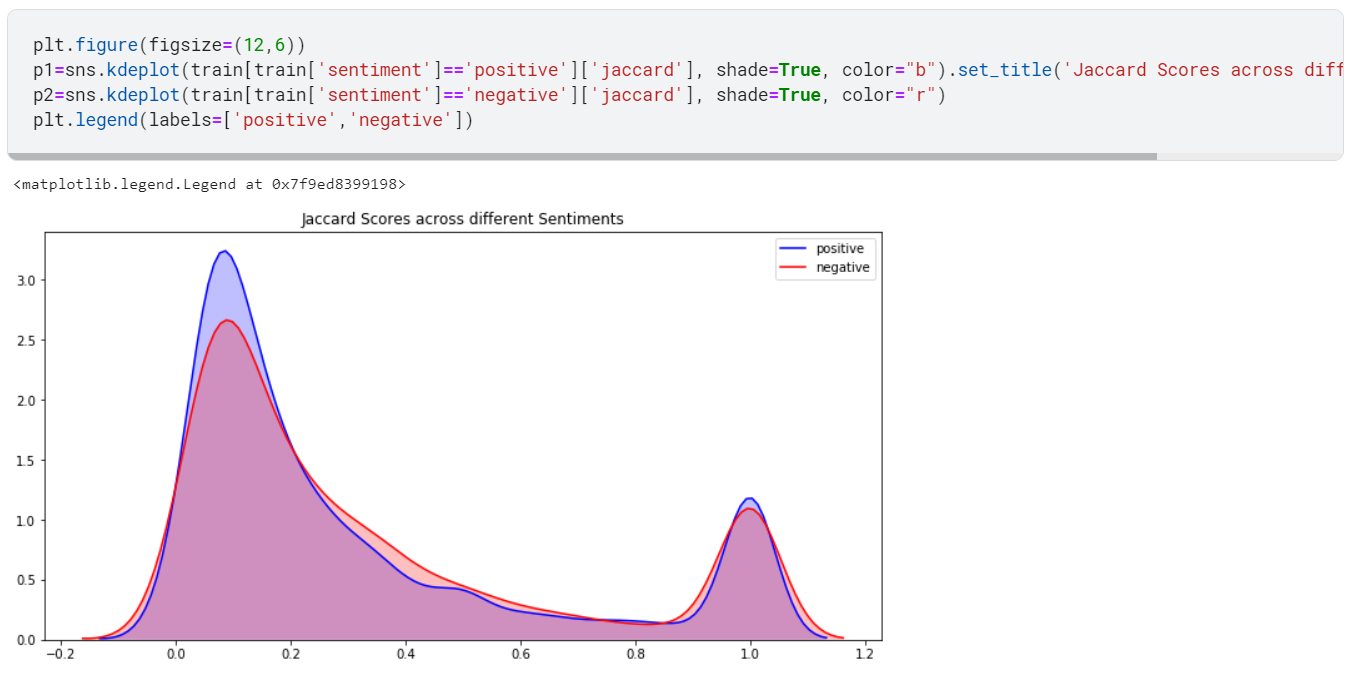 plt.figure(figsize=(12,6))
p1=sns.kdeplot(train[train['sentiment']=='positive']['jaccard'], shade=True, color="b").set_title('Jaccard Scores across diff
p2=sns.kdeplot(train[train['sentiment']=='negative']['jaccard'], shade=True, color="r")
plt.legend(labels=['positive','negative'])
<matplotlib.legend.Legend at 0x7f9ed8399198>
Jaccard Scores across different Sentiments
positive
negative
3.0
2.5
2.0
1.5
1.0
0.5
0.0
−0.2 0.0 0.2 0.4 0.6 0.8 1.0 1.2